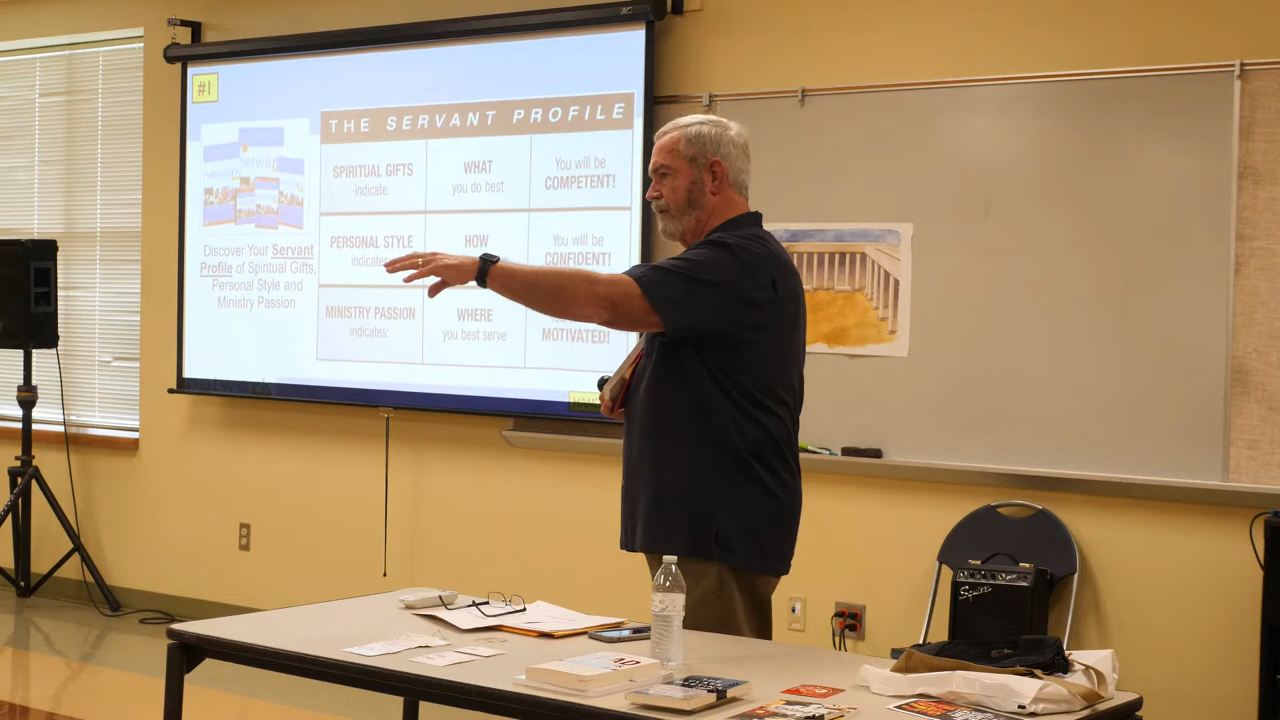 #1
THE SERVANT PROFILE
SPIRITUAL GIFTS
indicate:
WHAT
you do best
You will be
COMPETENT!
PERSONAL STYLE
indicates
HOW
You will be
CONFIDENT!
MINISTRY PASSION
indicates:
WHERE
you best serve
MOTIVATED!
network
Discover Your Servant
Profile of Spiritual Gifts,
Personal Style and
Ministry Passion
Squier